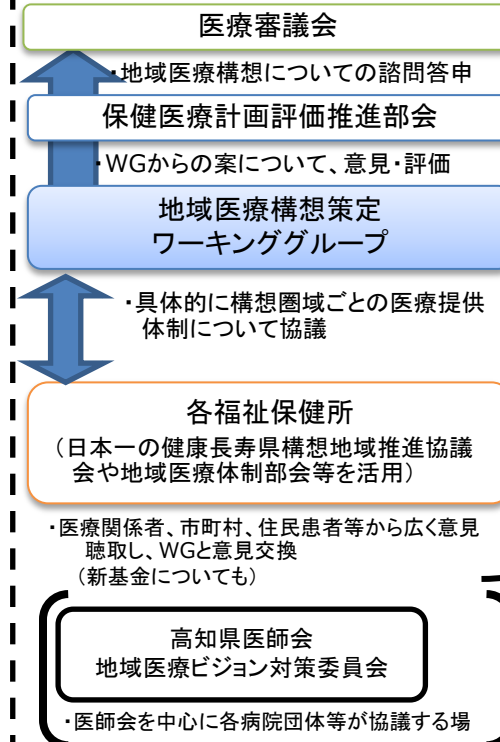 医療審議会
・地域医療構想についての諮問答申
保健医療計画評価推進部会
・WGからの案について、意見・評価
地域医療構想策定
ワーキンググループ
・具体的に構想圏域ごとの医療提供
体制について協議
各福祉保健所
（日本一の健康長寿県構想地域推進協議
会や地域医療体制部会等を活用）
・医療関係者、市町村、住民患者等から広く意見
聴取し、WGと意見交換
（新基金についても）
高知県医師会
地域医療ビジョン対策委員会
・医師会を中心に各病院団体等が協議する場